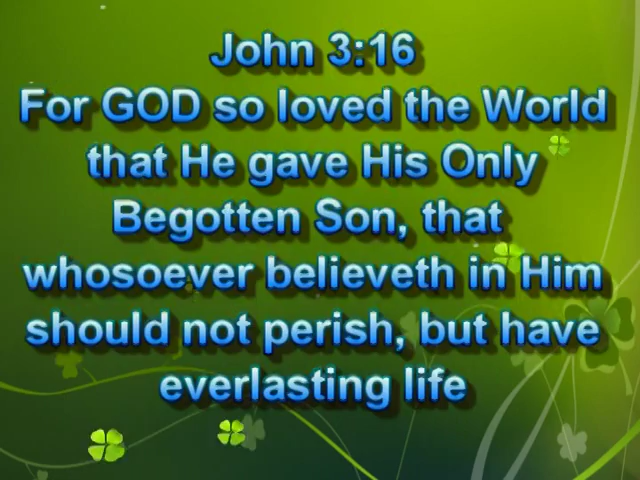 John 3:16
For GOD so loved the World
that He gave His Only
Begotten Son, that
whosoever believeth in Him
should not perish, but have
everlasting life